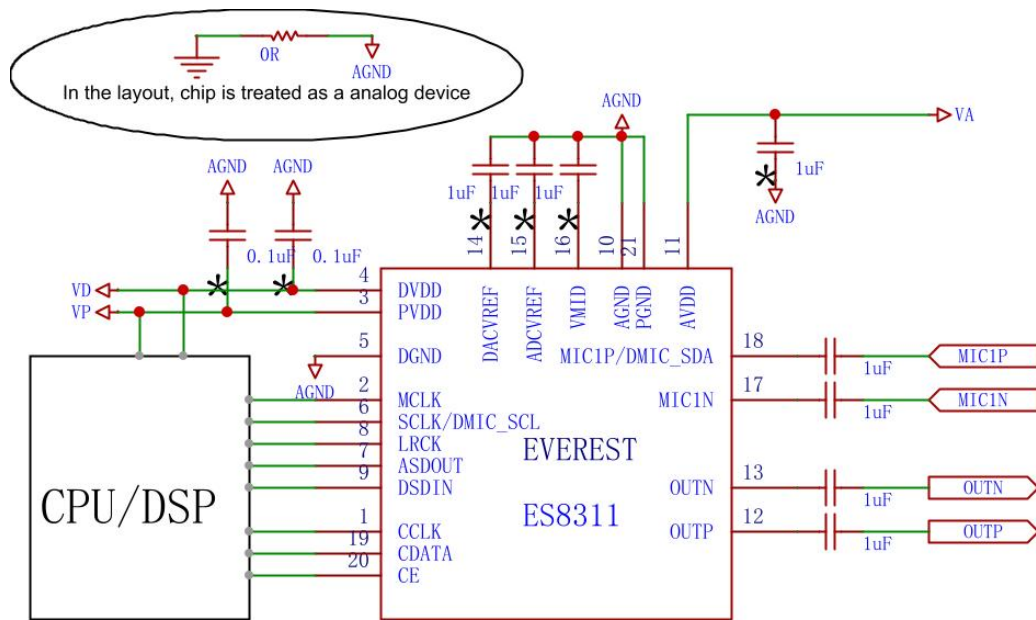 0R
AGND
In the layout, chip is treated as a analog device
AGND
AGND
AGND
VA
1uF
1uF
1uF
1uF
AGND
0.1uF
0.1uF
14
15
16
10
21
11
VD
VP
4
3
5
AGND
2
6
8
7
9
1
19
20
DVDD
PVDD
DGND
MCLK
SCLK/DMIC_SCL
LRCK
ASDOUT
DSDIN
CCLK
CDATA
CE
DACVREF
ADCVREF
VMID
AGND
PGND
AVDD
MIC1P/DMIC_SDA
MIC1N
OUTN
OUTP
EVEREST
ES8311
CPU/DSP
18
1uF
MIC1P
17
1uF
MIC1N
13
1uF
OUTN
12
1uF
OUTP